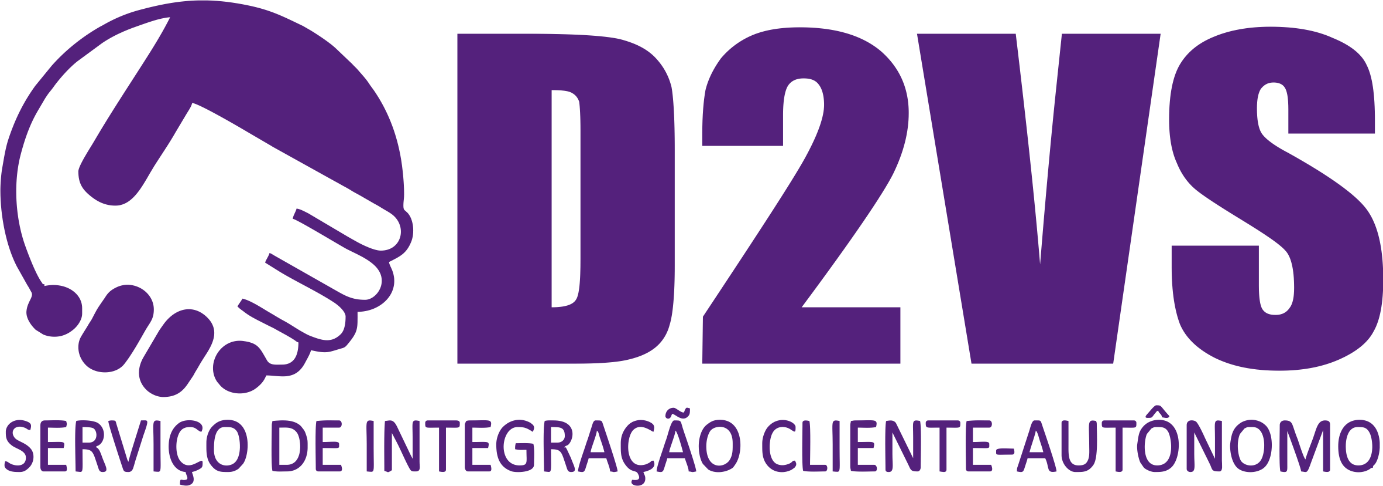 D2VS
SERVIÇO DE INTEGRAÇÃO CLIENTE-AUTÔNOMO